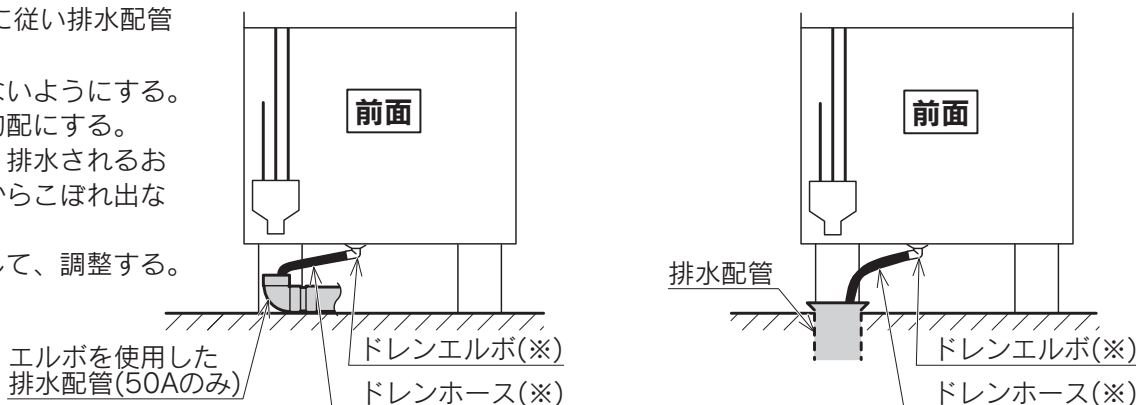 に従い排水配管
ないようにする。
勾配にする。
排水されるお
からこぼれ出な
して、調整する。
前面
エルボを使用した
排水配管(50Aのみ)
ドレンエルボ(※)
ドレンホース(※)
前面
排水配管
ドレンエルボ(※)
ドレンホース(※)